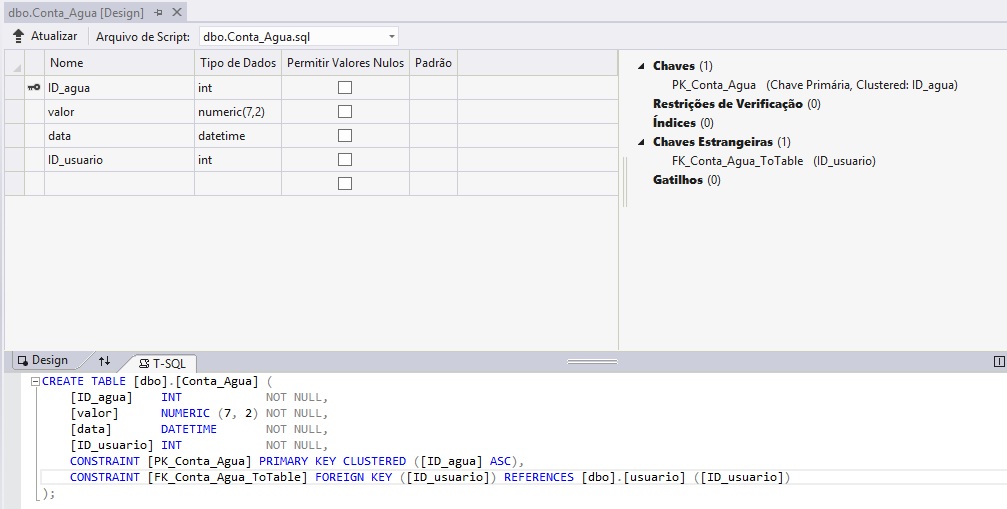 dbo.Conta_Agua [Design]
Atualizar Arquivo de Script: dbo.Conta_Agua.sql
Nome Tipo de Dados Permitir Valores Nulos Padrão
ID_agua int
valor numeric(7,2)
data datetime
ID_usuario int
Chaves (1)
PK_Conta_Agua (Chave Primária, Clustered: ID_agua)
Restrições de Verificação (0)
Índices (0)
Chaves Estrangeiras (1)
FK_Conta_Agua_ToTable (ID_usuario)
Gatilhos (0)
Design T-SQL
CREATE TABLE [dbo].[Conta_Agua] (
[ID_agua] INT NOT NULL,
[valor] NUMERIC (7, 2) NOT NULL,
[data] DATETIME NOT NULL,
[ID_usuario] INT NOT NULL,
CONSTRAINT [PK_Conta_Agua] PRIMARY KEY CLUSTERED ([ID_agua] ASC),
CONSTRAINT [FK_Conta_Agua_ToTable] FOREIGN KEY ([ID_usuario]) REFERENCES [dbo].[usuario] ([ID_usuario])
);